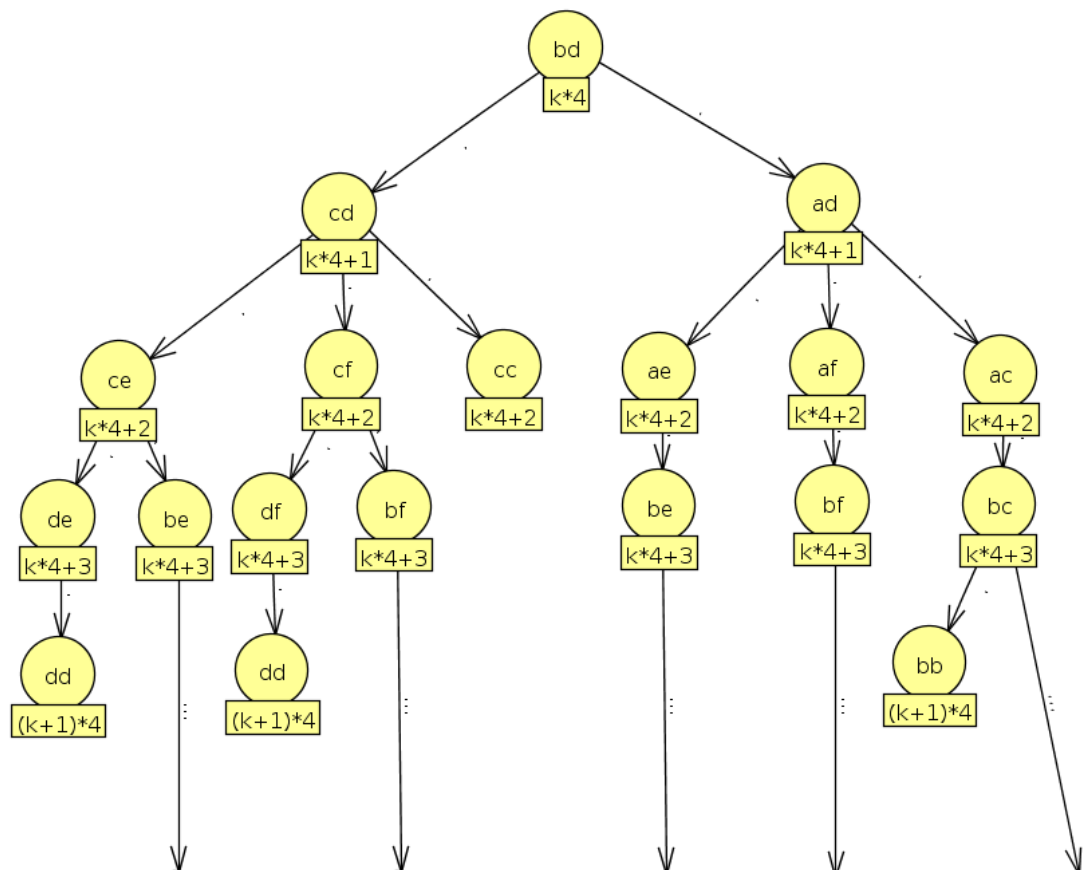 bd
k*4
cd
k*4+1
ad
k*4+1
ce
k*4+2
cf
k*4+2
cc
k*4+2
ae
k*4+2
af
k*4+2
ac
k*4+2
de
k*4+3
be
k*4+3
df
k*4+3
bf
k*4+3
be
k*4+3
bf
k*4+3
bc
k*4+3
dd
(k+1)*4
dd
(k+1)*4
bb
(k+1)*4
...
...
...
...
...